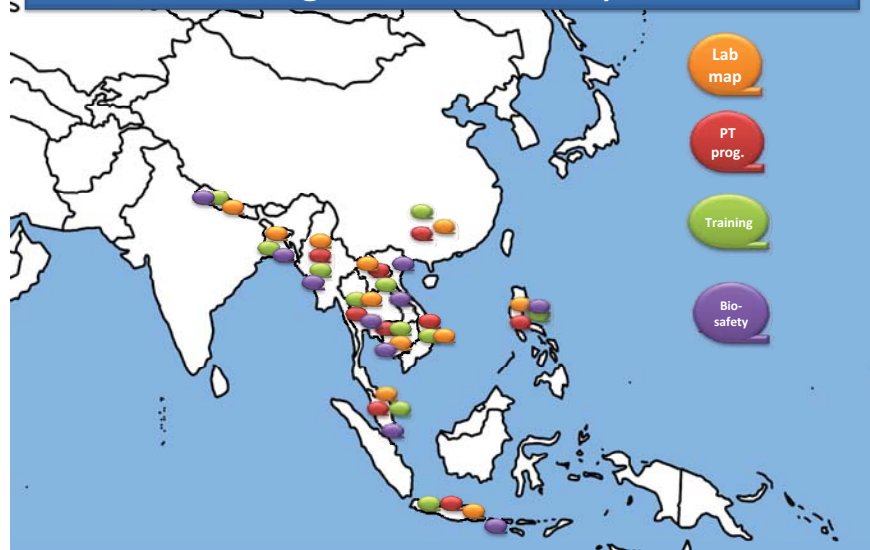 Lab
map
PT
prog.
Training
Bio-
safety